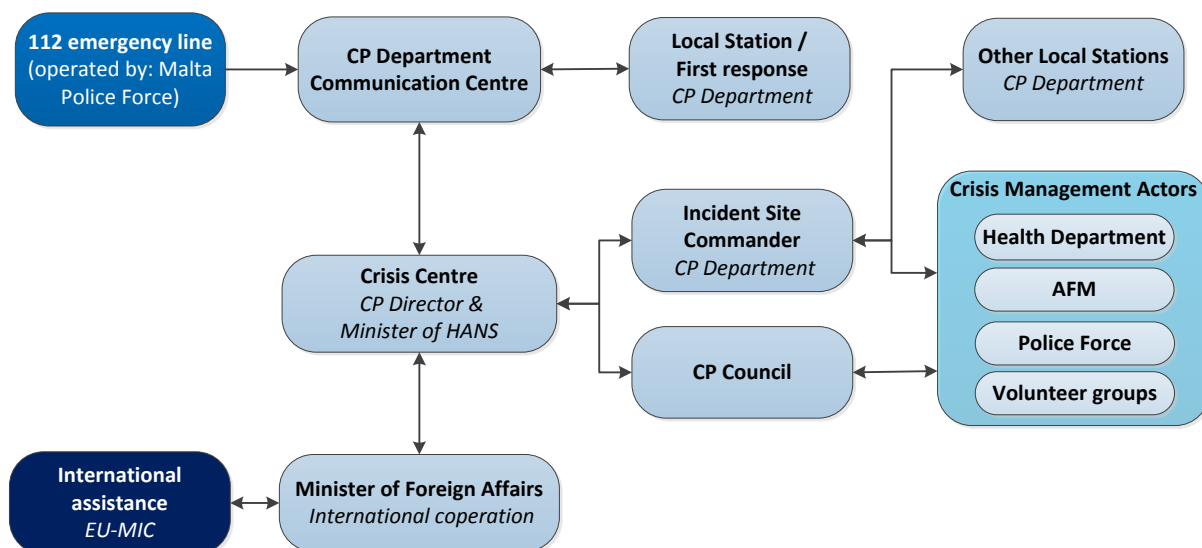 112 emergency line
(operated by: Malta
Police Force)
CP Department
Communication Centre
Local Station /
First response
CP Department
Other Local Stations
CP Department
Crisis Management Actors
Health Department
AFM
Police Force
Volunteer groups
Incident Site
Commander
CP Department
Crisis Centre
CP Director &
Minister of HANS
CP Council
International
assistance
EU-MIC
Minister of Foreign Affairs
International coperation